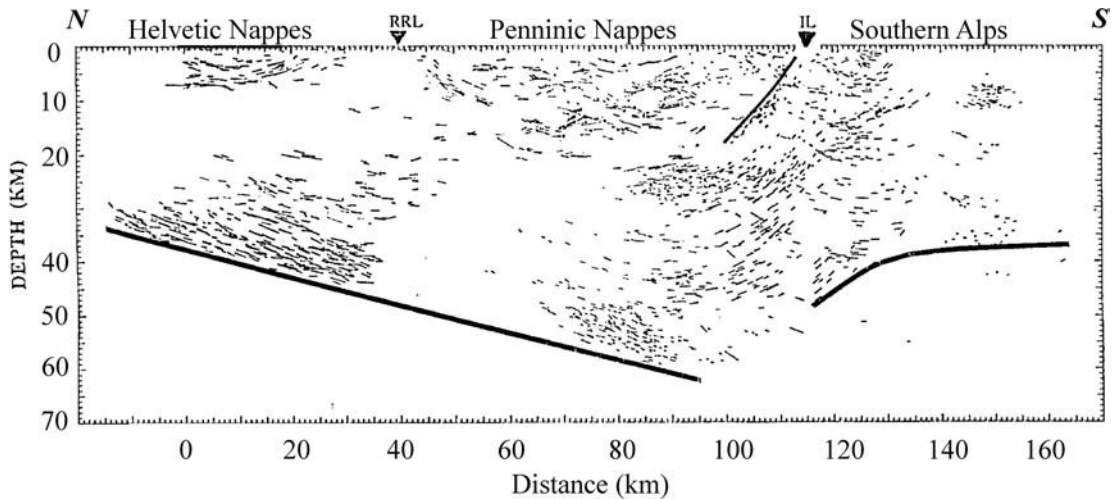 N RRL IL S
Helvetic Nappes Penninic Nappes Southern Alps
0
10
20
30
40
50
60
70
DEPTH (KM)
0 20 40 60 80 100 120 140 160
Distance (km)